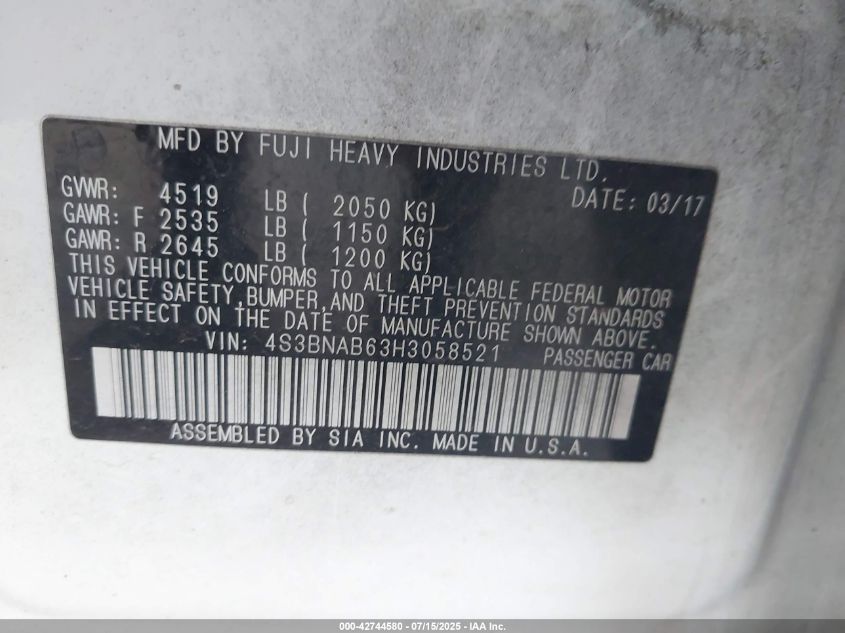 MFD BY FUJI HEAVY INDUSTRIES LTD.
DATE: 03/17
GVWR: 4519 LB ( 2050 KG)
GAWR: F 2535 LB ( 1150 KG)
GAWR: R 2645 LB ( 1200 KG)
THIS VEHICLE CONFORMS TO ALL APPLICABLE FEDERAL MOTOR
VEHICLE SAFETY,BUMPER,AND THEFT PREVENTION STANDARDS
IN EFFECT ON THE DATE OF MANUFACTURE SHOWN ABOVE.
VIN: 4S3BNAB63H3058521 PASSENGER CAR
ASSEMBLED BY SIA INC. MADE IN U.S.A.
000-42744580 - 07/15/2025 - IAA Inc.